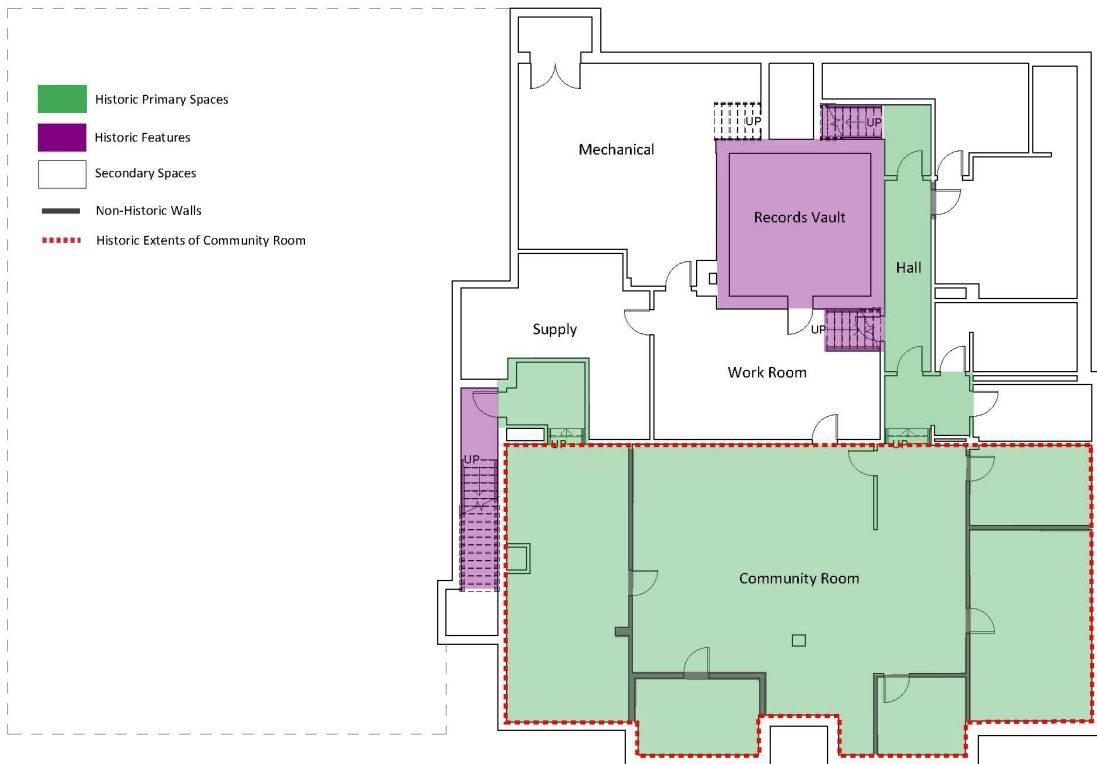 Historic Primary Spaces
Historic Features
Secondary Spaces
Non-Historic Walls
Historic Extents of Community Room
UP
UP
Mechanical
Records Vault
Hall
Supply
UP
Work Room
UP
UP
UP
Community Room